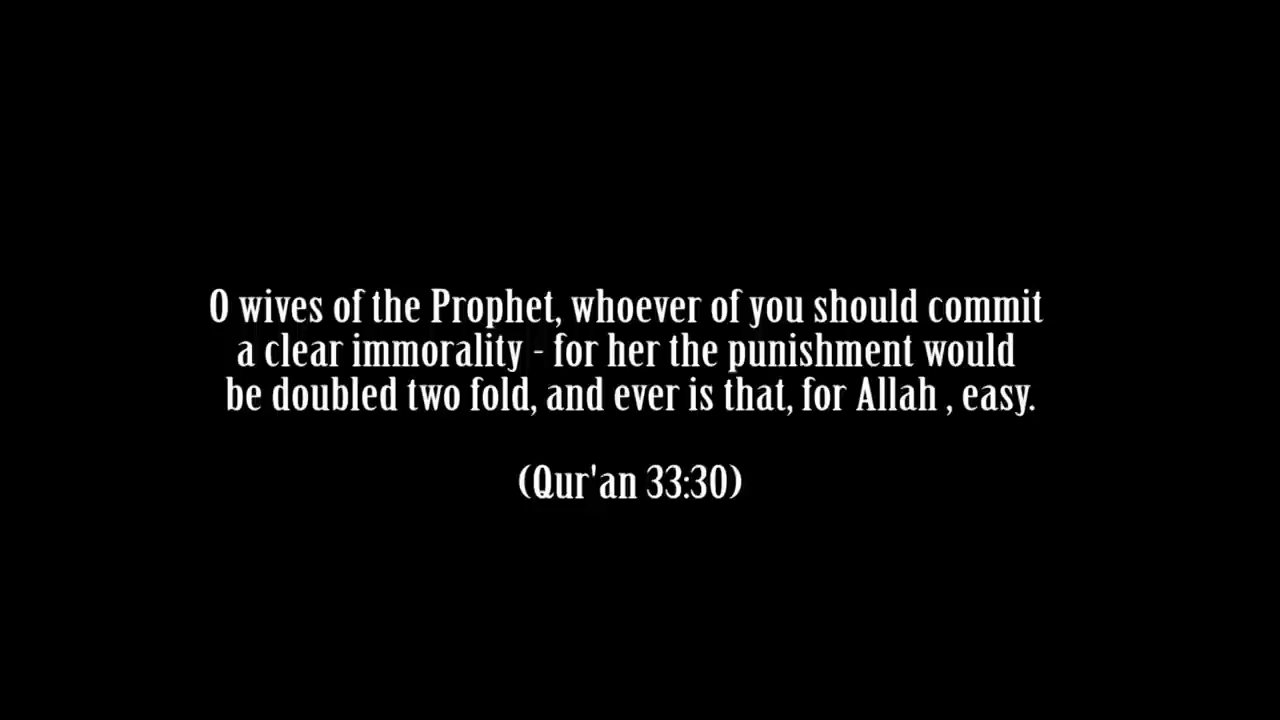 O wives of the Prophet, whoever of you should commit
a clear immorality - for her the punishment would
be doubled two fold, and ever is that, for Allah , easy.
(Qur'an 33:30)